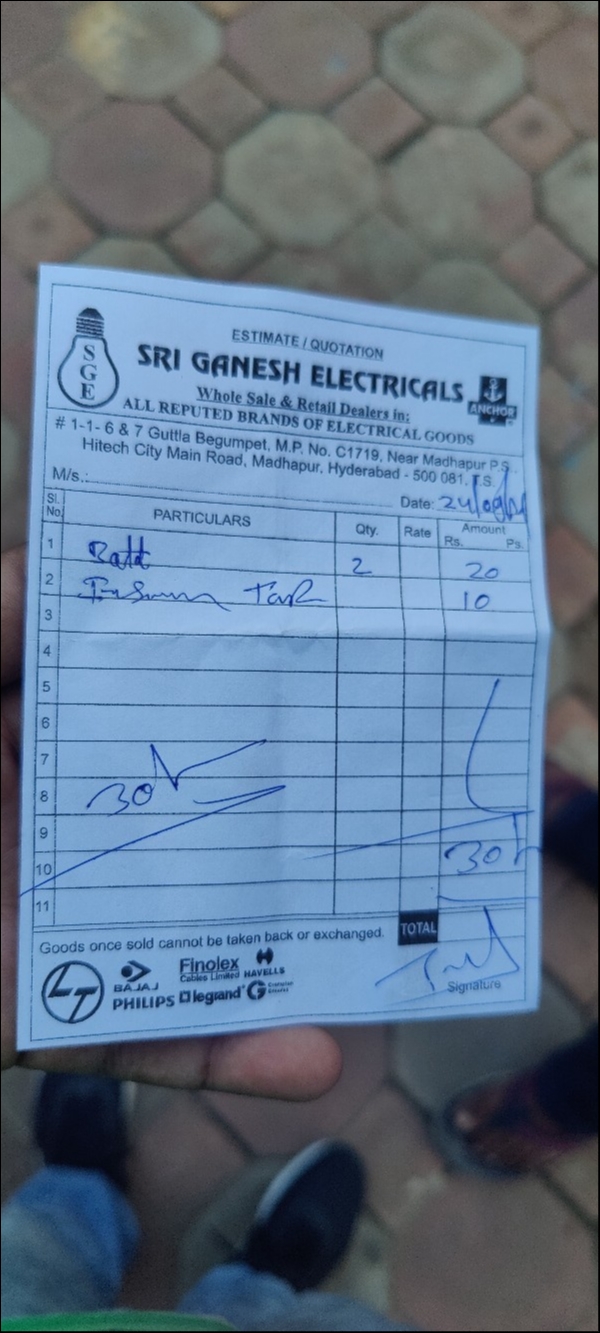 ESTIMATE / QUOTATION
SGE
SRI GANESH ELECTRICALS
ANCHOR
Whole Sale & Retail Dealers in:
ALL REPUTED BRANDS OF ELECTRICAL GOODS
# 1-1- 6 & 7 Guttla Begumpet, M.P. No. C1719, Near Madhapur P.S.,
Hitech City Main Road, Madhapur, Hyderabad - 500 081. T.S.
M/s.: Date:
Sl. No. PARTICULARS Qty. Rate Amount Rs. Ps.
1 Batt 2 20
2 10
3
4
5
6
7
8 30
9
10 30
11
Goods once sold cannot be taken back or exchanged. TOTAL
LT BAJAJ Finolex Cables Limited HAVELLS
PHILIPS legrand
Signature